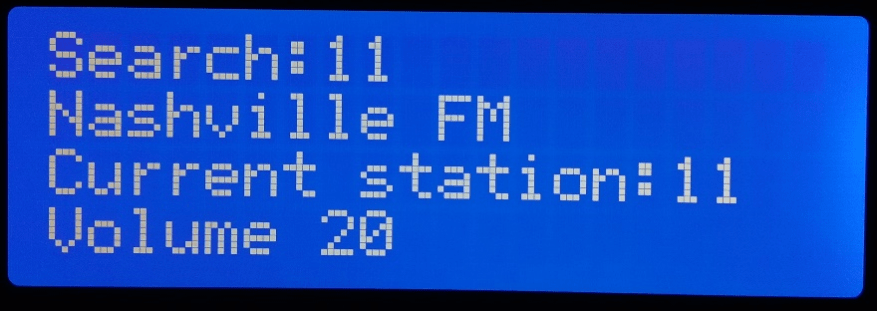 Search:11
Nashville FM
Current station:11
Volume 20